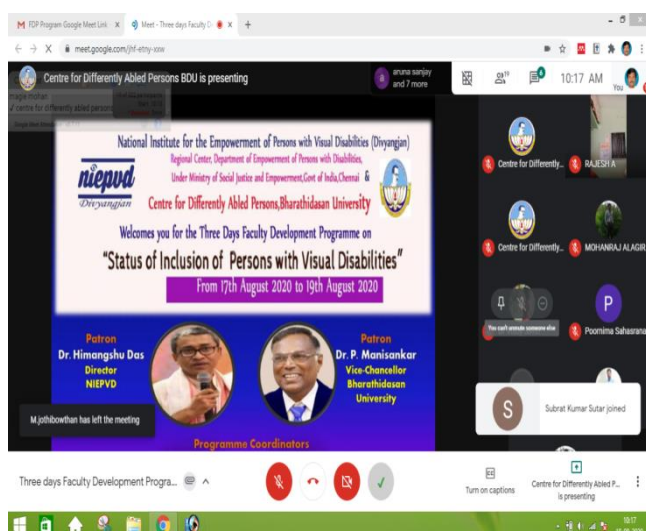 FDP Program Google Meet Link
Meet - Three days Faculty D
meet.google.com/jhf-etny-xxw
Centre for Differently Abled Persons BDU is presenting
aruna sanjay
and 7 more
10:17 AM
You
centre for differently abled persons
National Institute for the Empowerment of Persons with Visual Disabilities (Divyangjan)
Regional Center, Department of Empowerment of Persons with Disabilities,
Under Ministry of Social Justice and Empowerment,Govt of India,Chennai &
niepvd
Divyangjan
Centre for Differently Abled Persons,Bharathidasan University
Welcomes you for the Three Days Faculty Development Programme on
"Status of Inclusion of Persons with Visual Disabilities"
From 17th August 2020 to 19th August 2020
Patron
Dr. Himangshu Das
Director
NIEPVD
Patron
Dr. P. Manisankar
Vice-Chancellor
Bharathidasan
University
Programme Coordinators
M.jothibowthan has left the meeting
Centre for Differently...
RAJESH A
Centre for Differently...
MOHANRAJ ALAGIR
You can't unmute someone else
P
Poornima Sahasrana
S
Subrat Kumar Sutar joined
Three days Faculty Development Progra...
Turn on captions
Centre for Differently Abled P...
is presenting
10:17